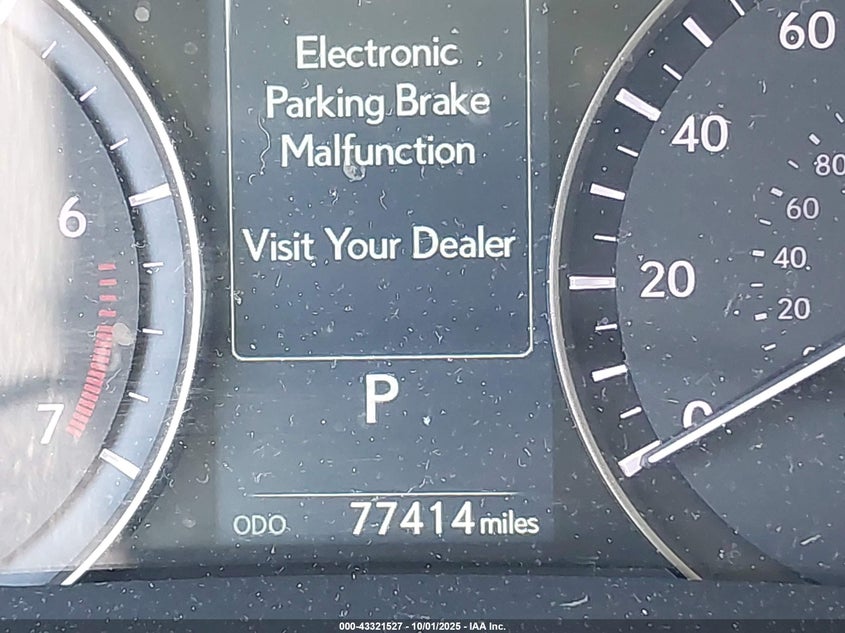 Electronic
Parking Brake
Malfunction
Visit Your Dealer
P
ODO 77414 miles
6
7
60
40
20
0
80
60
40
20
000-43321527 - 10/01/2025 - IAA Inc.